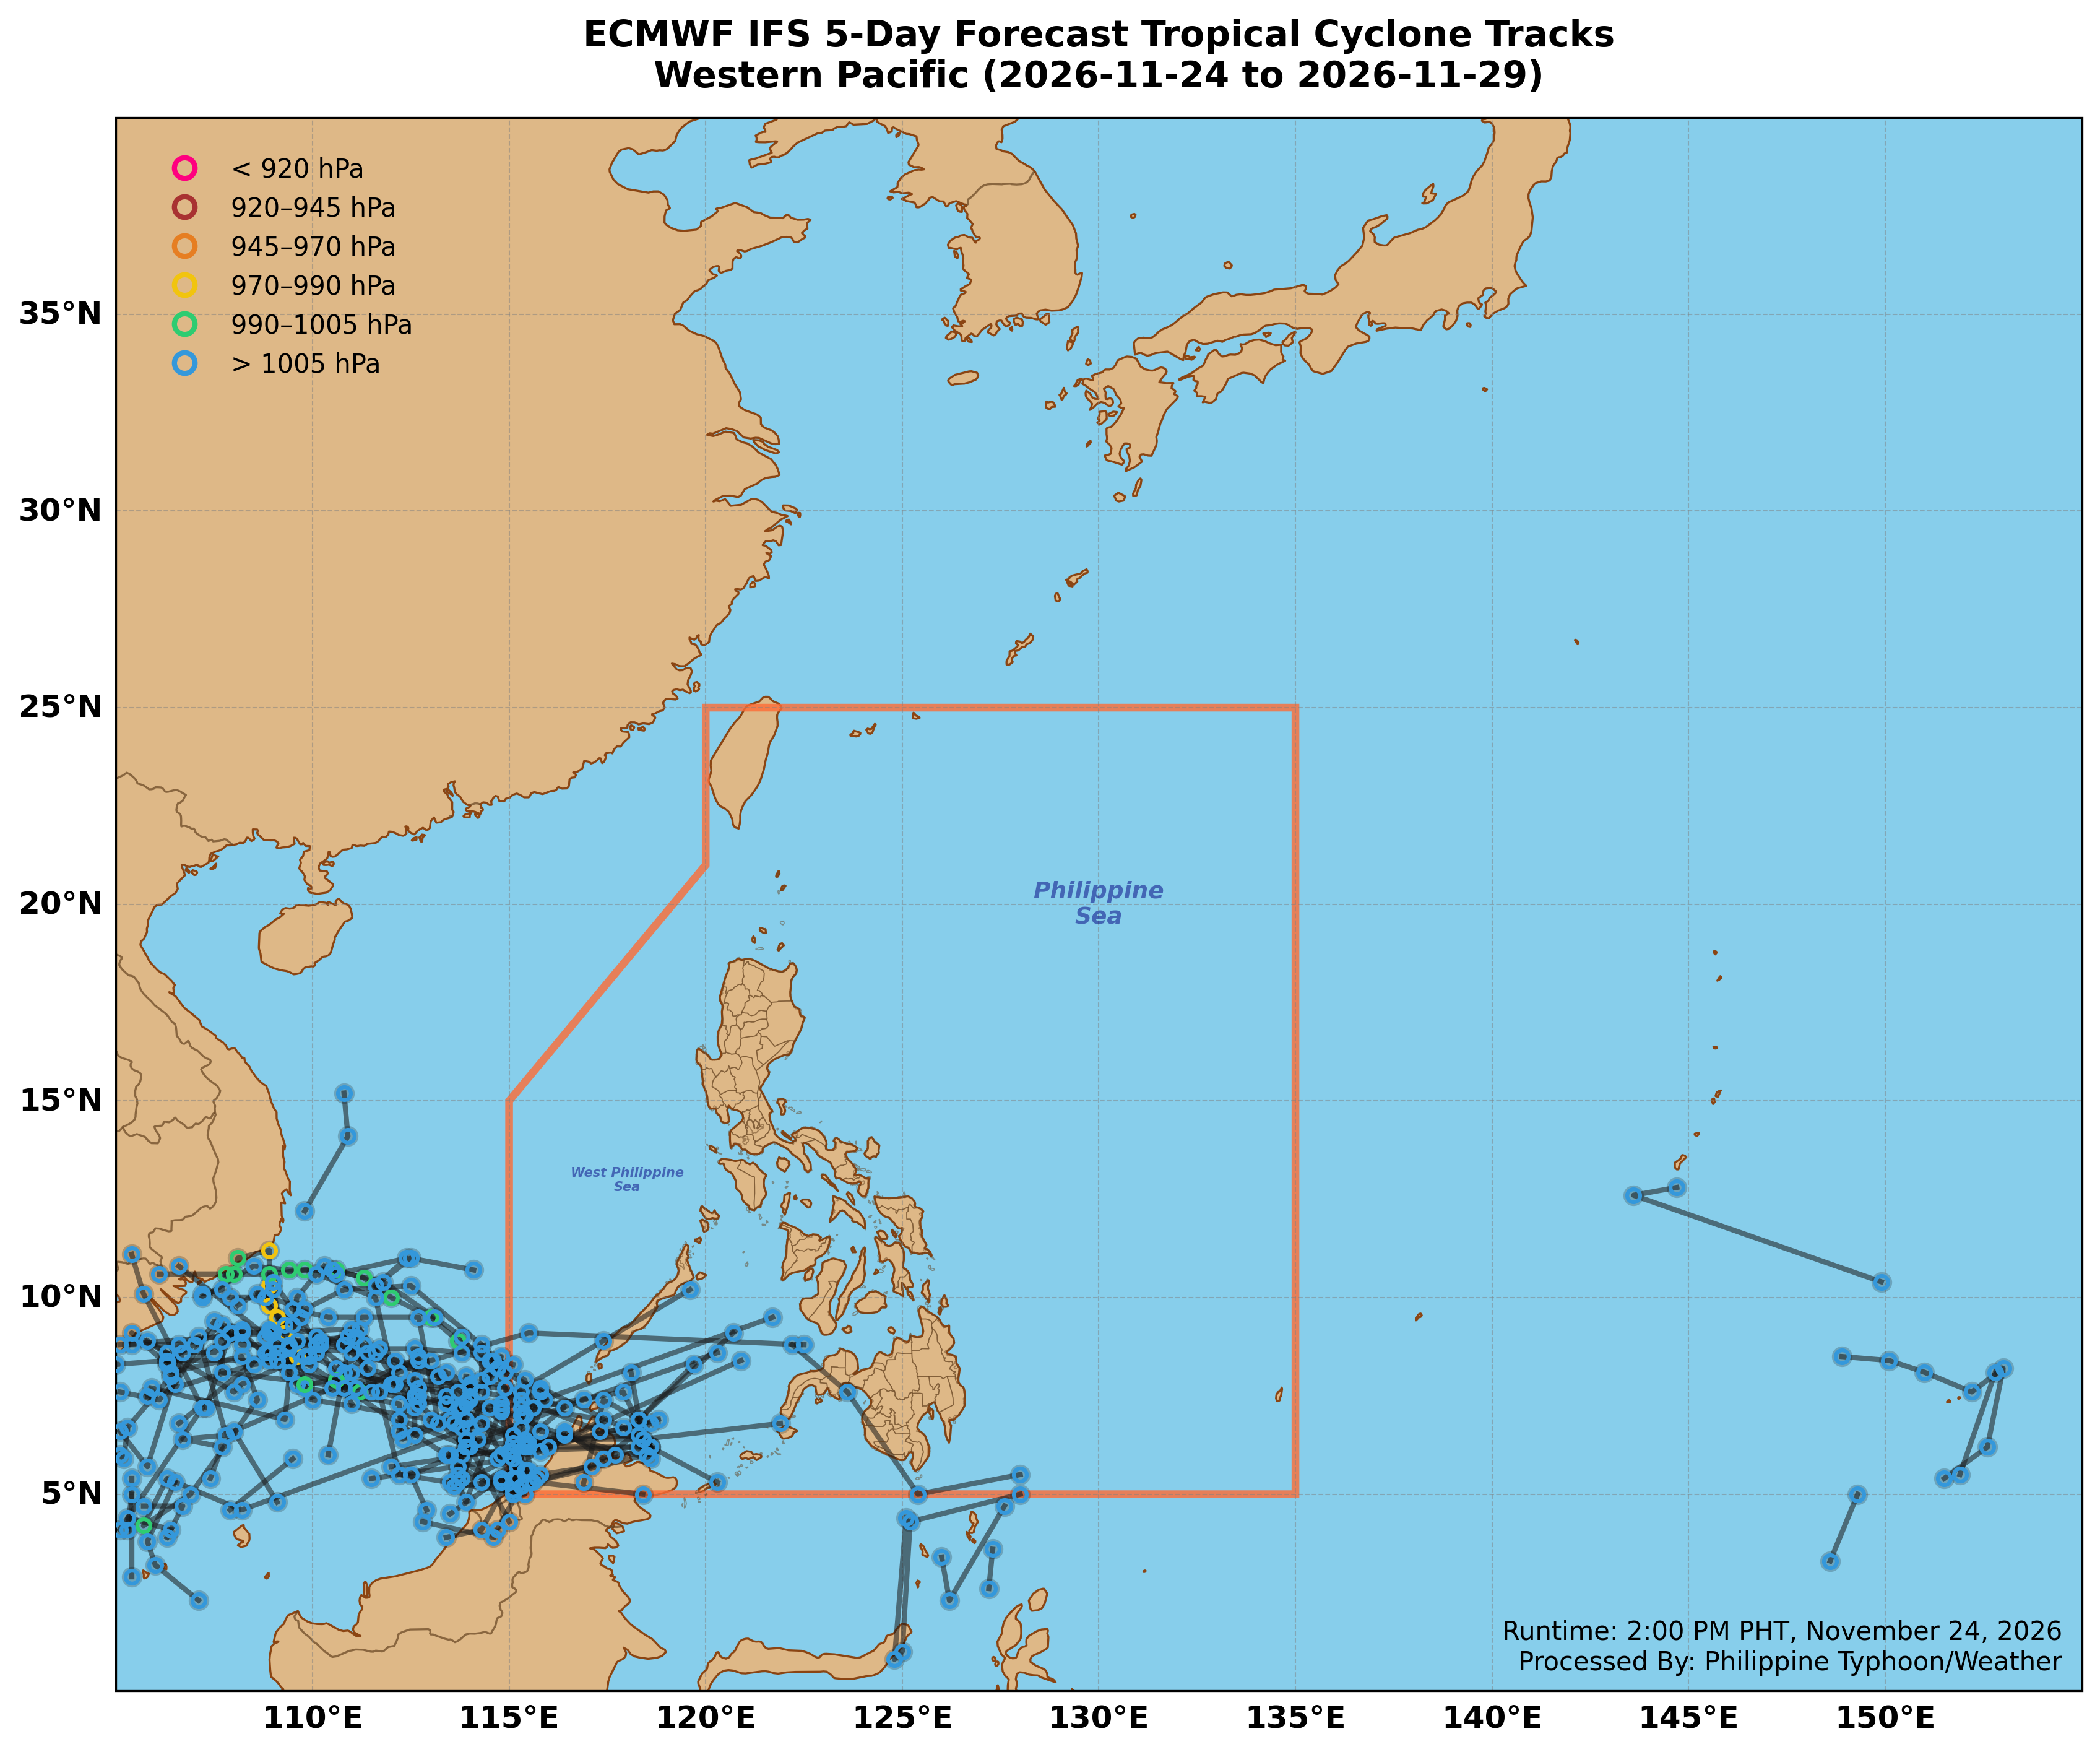 ECMWF IFS 5-Day Forecast Tropical Cyclone Tracks
Western Pacific (2026-11-24 to 2026-11-29)
< 920 hPa
920–945 hPa
945–970 hPa
970–990 hPa
990–1005 hPa
> 1005 hPa
35°N
30°N
25°N
20°N
15°N
10°N
5°N
Philippine
Sea
West Philippine
Sea
Runtime: 2:00 PM PHT, November 24, 2026
Processed By: Philippine Typhoon/Weather
110°E
115°E
120°E
125°E
130°E
135°E
140°E
145°E
150°E